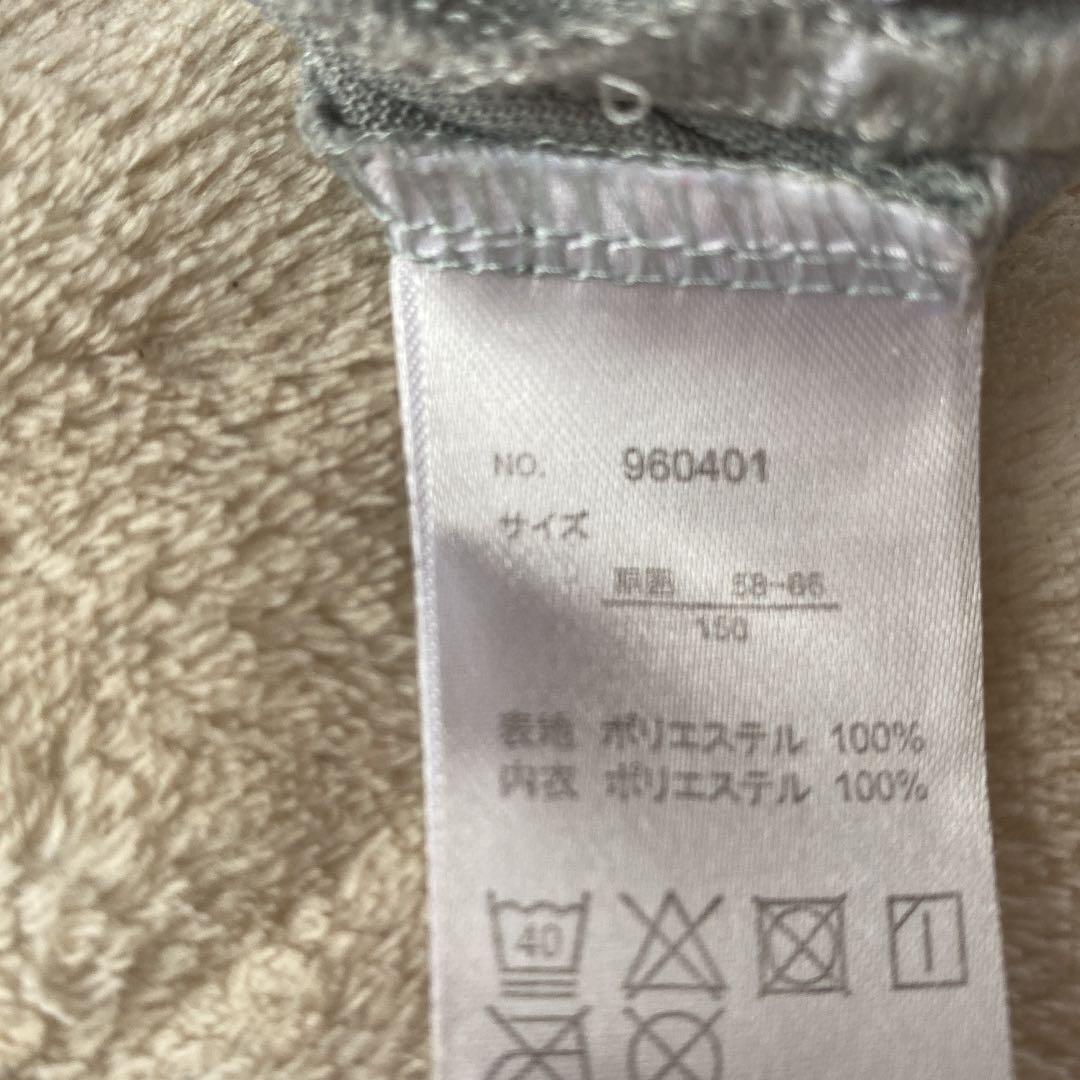 NO. 960401
サイズ
胴囲 58~66
150
表地 ポリエステル 100%
内衣 ポリエステル 100%
40